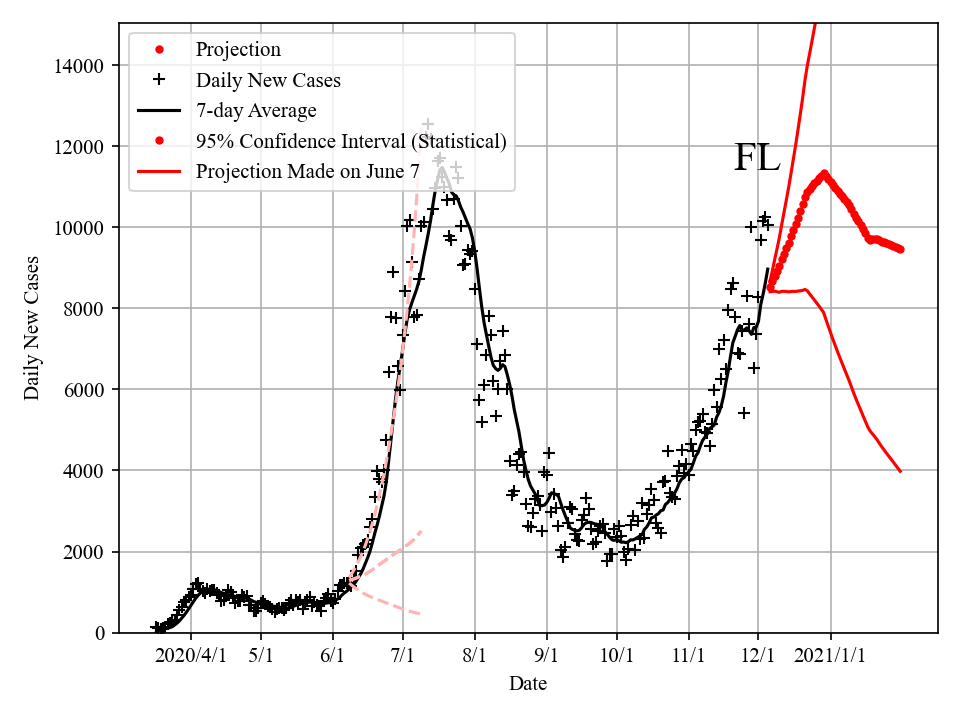 Projection
Daily New Cases
7-day Average
95% Confidence Interval (Statistical)
Projection Made on June 7
FL
Daily New Cases
14000
12000
10000
8000
6000
4000
2000
0
2020/4/1 5/1 6/1 7/1 8/1 9/1 10/1 11/1 12/1 2021/1/1
Date